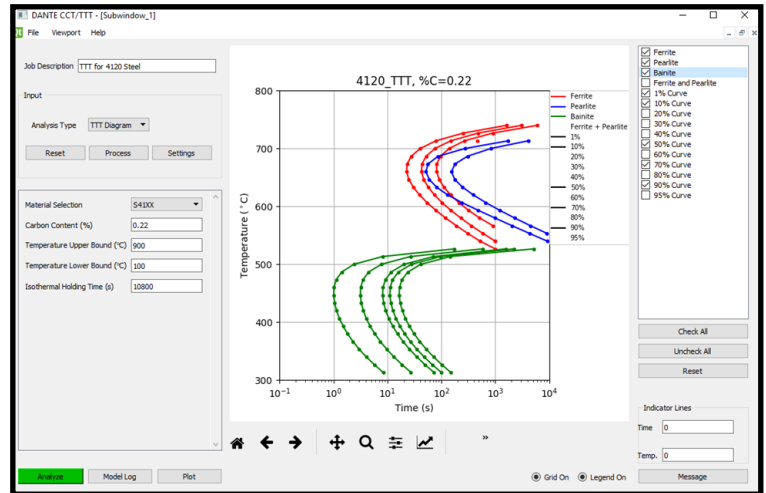 DANTE CCT/TTT - [Subwindow_1]
File Viewport Help
Job Description TTT for 4120 Steel
Input
Analysis Type TTT Diagram
Reset Process Settings
Material Selection S41XX
Carbon Content (%) 0.22
Temperature Upper Bound (°C) 900
Temperature Lower Bound (°C) 100
Isothermal Holding Time (s) 10800
4120_TTT, %C=0.22
800
700
600
500
400
300
Temperature (°C)
10⁻¹ 10⁰ 10¹ 10² 10³ 10⁴
Time (s)
Ferrite
Pearlite
Bainite
Ferrite + Pearlite
1%
10%
20%
30%
40%
50%
60%
70%
80%
90%
95%
»
Grid On Legend On
Analyze Model Log Plot
Ferrite
Pearlite
Bainite
Ferrite and Pearlite
1% Curve
10% Curve
20% Curve
30% Curve
40% Curve
50% Curve
60% Curve
70% Curve
80% Curve
90% Curve
95% Curve
Check All
Uncheck All
Reset
Indicator Lines
Time 0
Temp. 0
Message